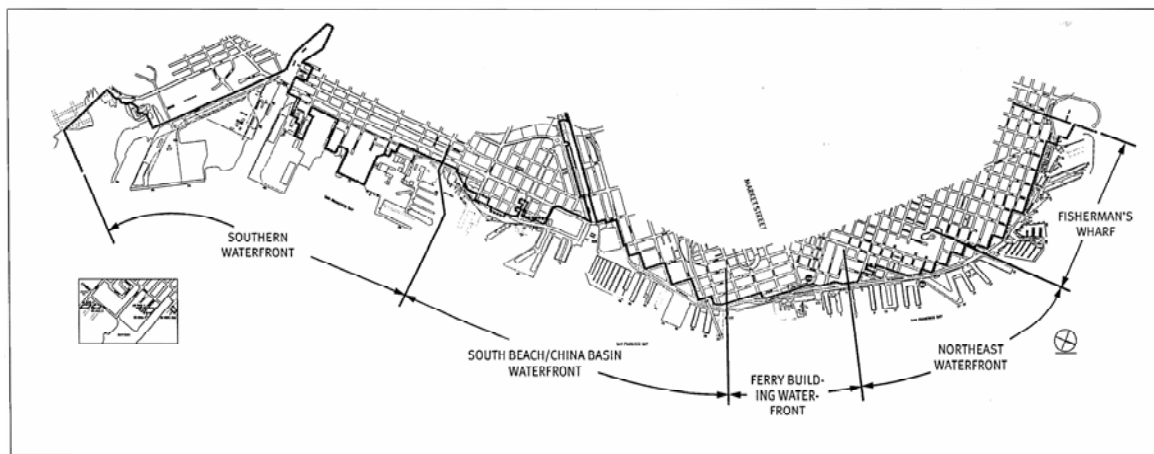 MARKET STREET
FISHERMAN'S
WHARF
SOUTHERN
WATERFRONT
SOUTH BEACH/CHINA BASIN
WATERFRONT
FERRY BUILD-
ING WATER-
FRONT
NORTHEAST
WATERFRONT